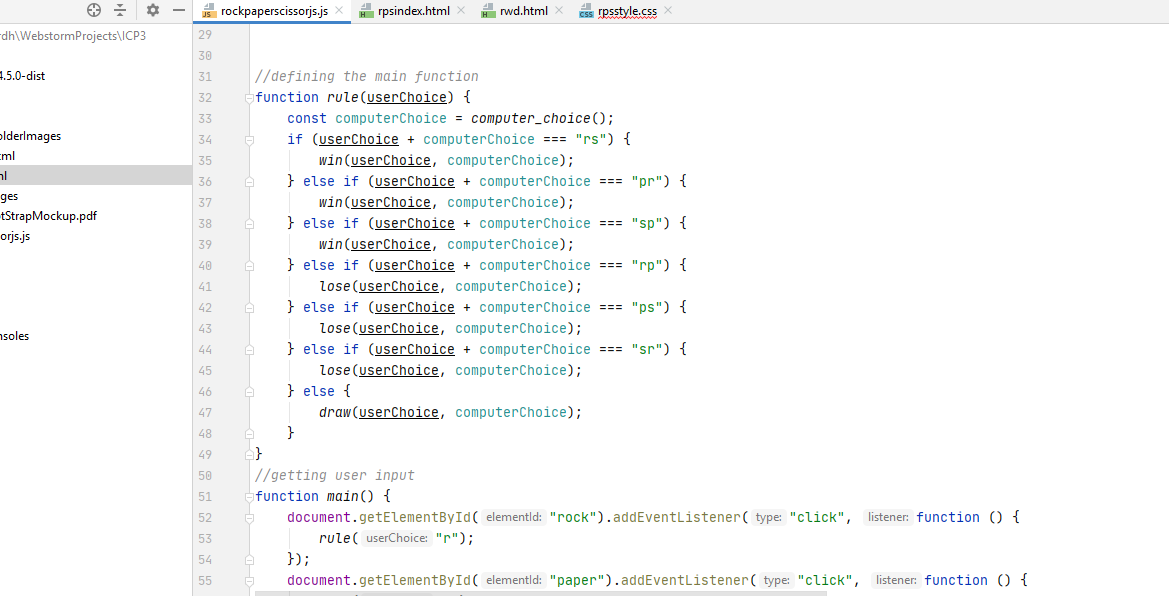 rockpaperscissorjs.js rpsindex.html rwd.html rpsstyle.css
rdh\WebstormProjects\ICP3
4.5.0-dist
olderImages
tml
ml
ges
otStrapMockup.pdf
orjs.js
nsoles
29
30
31 //defining the main function
32 function rule(userChoice) {
33 const computerChoice = computer_choice();
34 if (userChoice + computerChoice === "rs") {
35 win(userChoice, computerChoice);
36 } else if (userChoice + computerChoice === "pr") {
37 win(userChoice, computerChoice);
38 } else if (userChoice + computerChoice === "sp") {
39 win(userChoice, computerChoice);
40 } else if (userChoice + computerChoice === "rp") {
41 lose(userChoice, computerChoice);
42 } else if (userChoice + computerChoice === "ps") {
43 lose(userChoice, computerChoice);
44 } else if (userChoice + computerChoice === "sr") {
45 lose(userChoice, computerChoice);
46 } else {
47 draw(userChoice, computerChoice);
48 }
49 }
50 //getting user input
51 function main() {
52 document.getElementById( elementId: "rock").addEventListener( type: "click", listener: function () {
53 rule( userChoice: "r");
54 });
55 document.getElementById( elementId: "paper").addEventListener( type: "click", listener: function () {